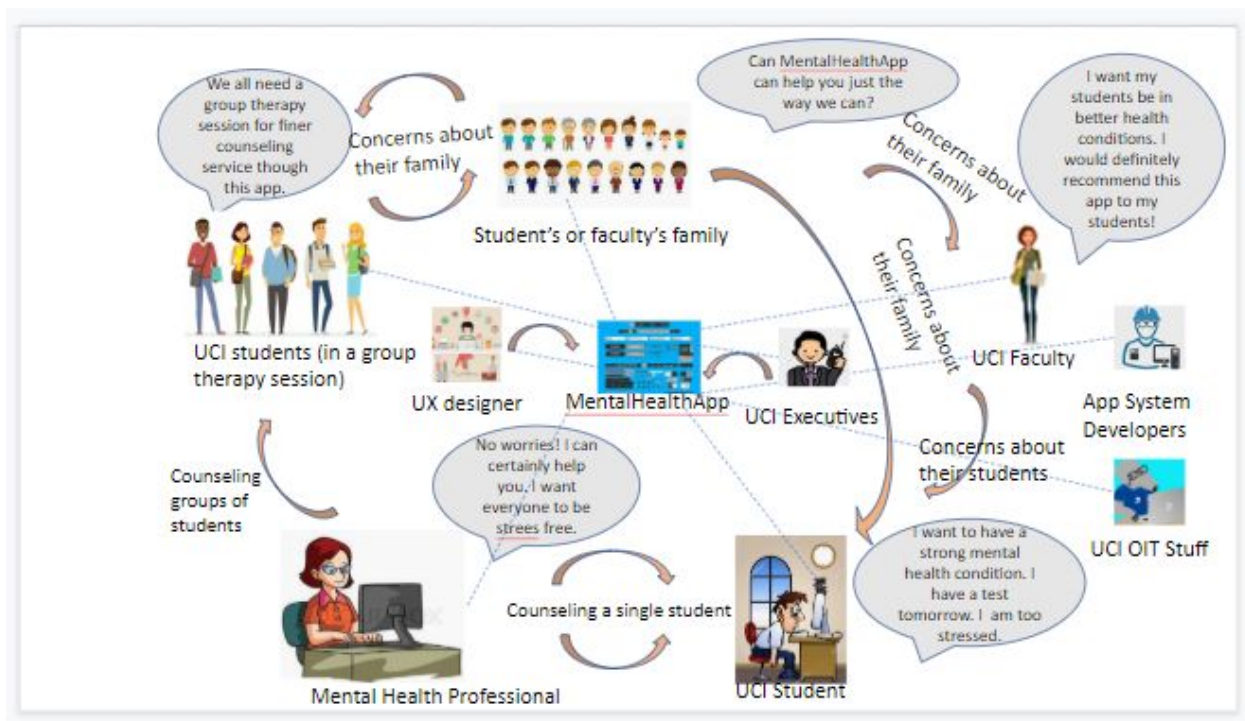 We all need a
group therapy
session for finer
counseling
service though
this app.
Concerns about
their family
Student's or faculty's family
Can MentalHealthApp
can help you just the
way we can?
Concerns about
their family
I want my
students be in
better health
conditions. I
would definitely
recommend this
app to my
students!
UCI students (in a group
therapy session)
UX designer
MentalHealthApp
UCI Executives
Concerns about
their family
UCI Faculty
App System
Developers
Counseling
groups of
students
No worries! I can
certainly help
you. I want
everyone to be
strees free.
Concerns about
their students
UCI OIT Stuff
Mental Health Professional
Counseling a single student
UCI Student
I want to have a
strong mental
health condition. I
have a test
tomorrow. I am too
stressed.